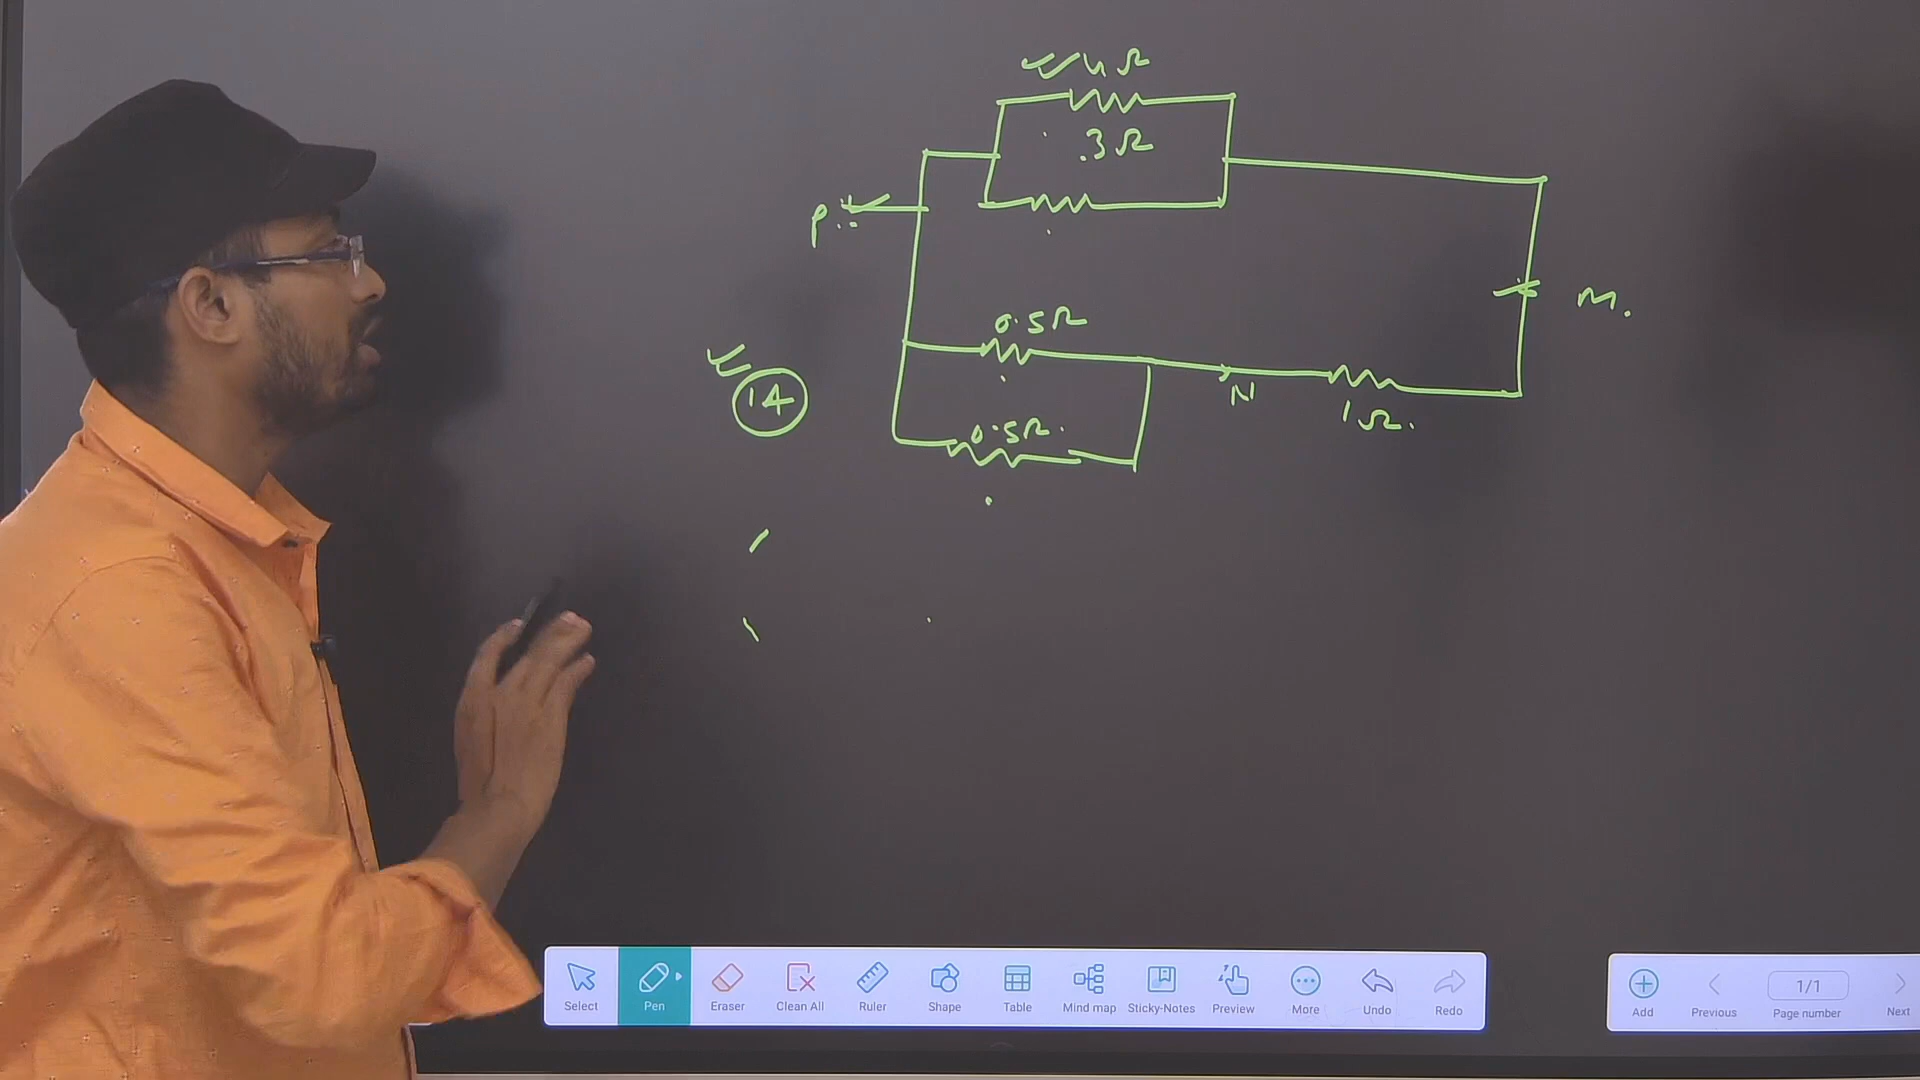 4Ω
3Ω
P
M.
0.5Ω
14
N
1Ω.
0.5Ω.
Select
Pen
Eraser
Clean All
Ruler
Shape
Table
Mind map
Sticky-Notes
Preview
More
Undo
Redo
Add
Previous
1/1
Page number
Next